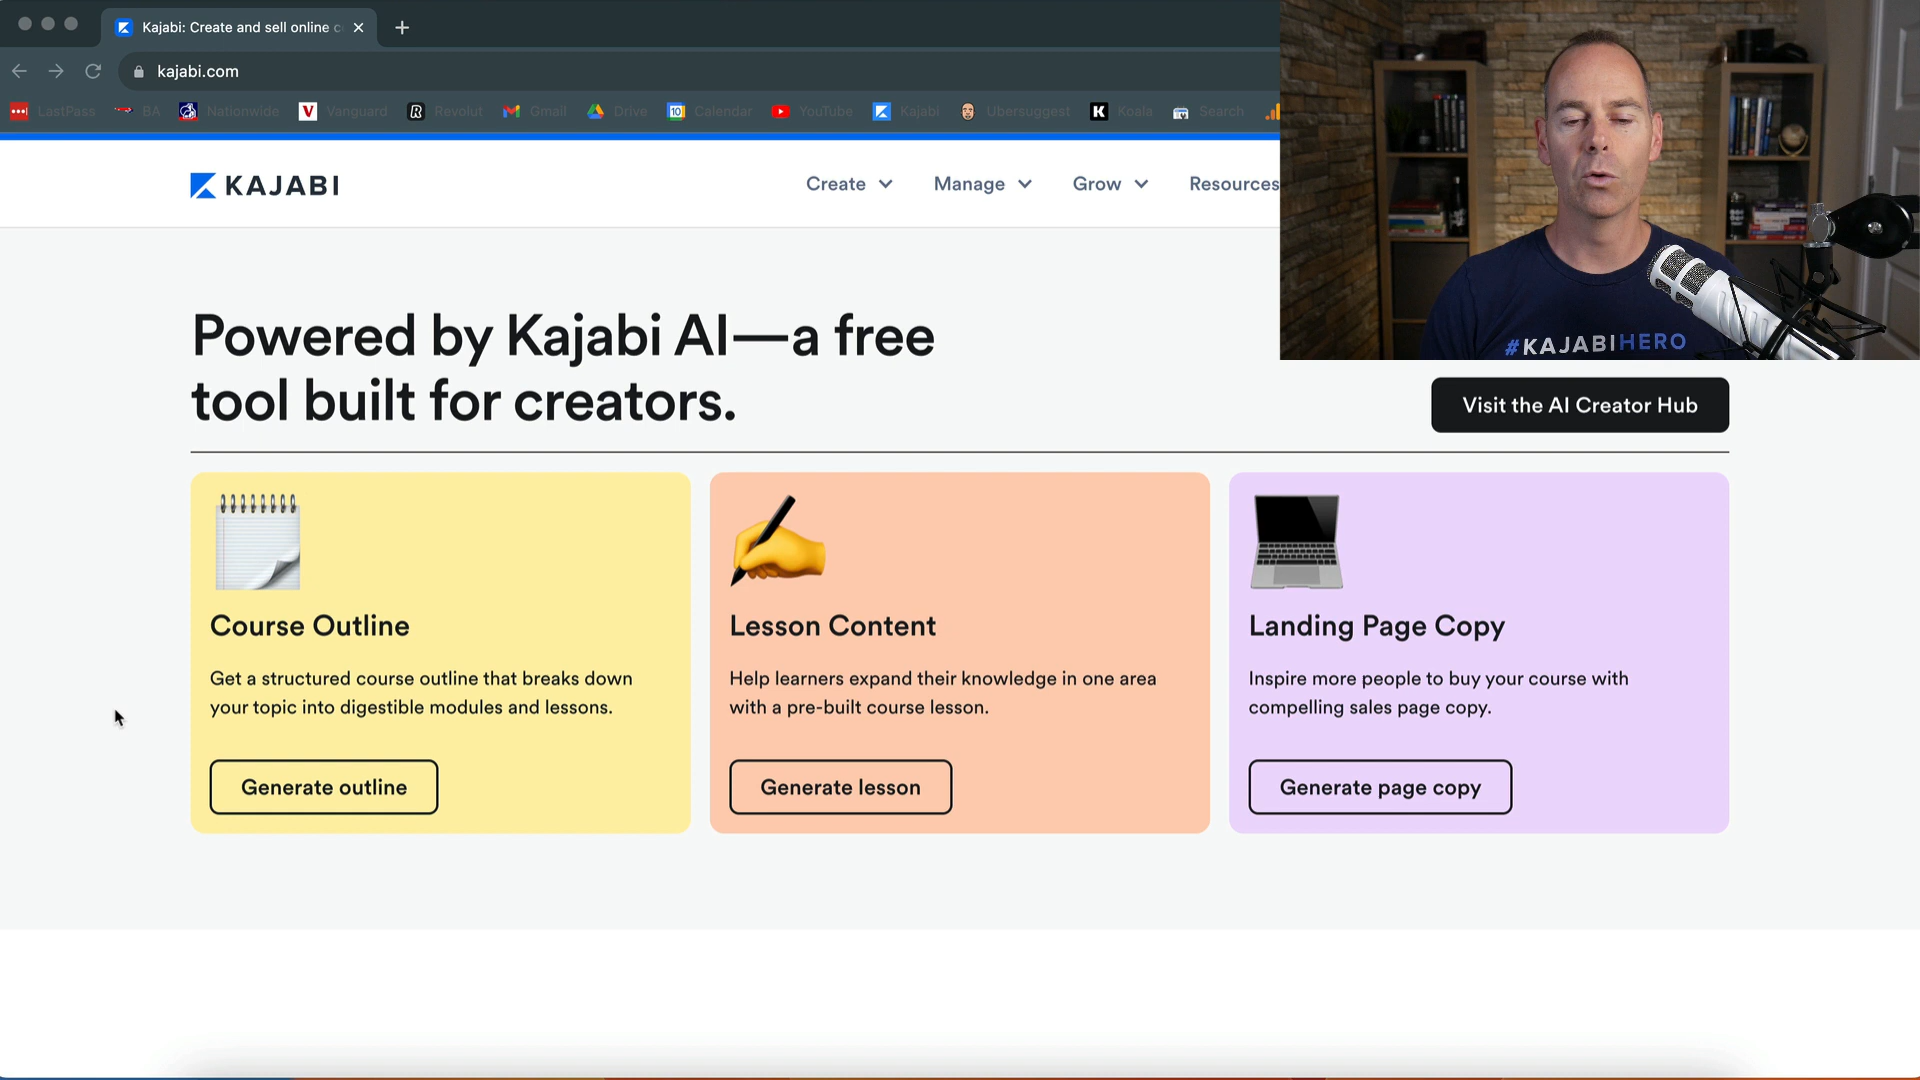 Kajabi: Create and sell online c
kajabi.com
LastPass BA Nationwide Vanguard Revolut Gmail Drive 10 Calendar YouTube Kajabi Ubersuggest K Koala Search
KAJABI
Create Manage Grow Resources
#KAJABIHERO
Powered by Kajabi AI—a free
tool built for creators.
Visit the AI Creator Hub
Course Outline
Get a structured course outline that breaks down
your topic into digestible modules and lessons.
Generate outline
Lesson Content
Help learners expand their knowledge in one area
with a pre-built course lesson.
Generate lesson
Landing Page Copy
Inspire more people to buy your course with
compelling sales page copy.
Generate page copy